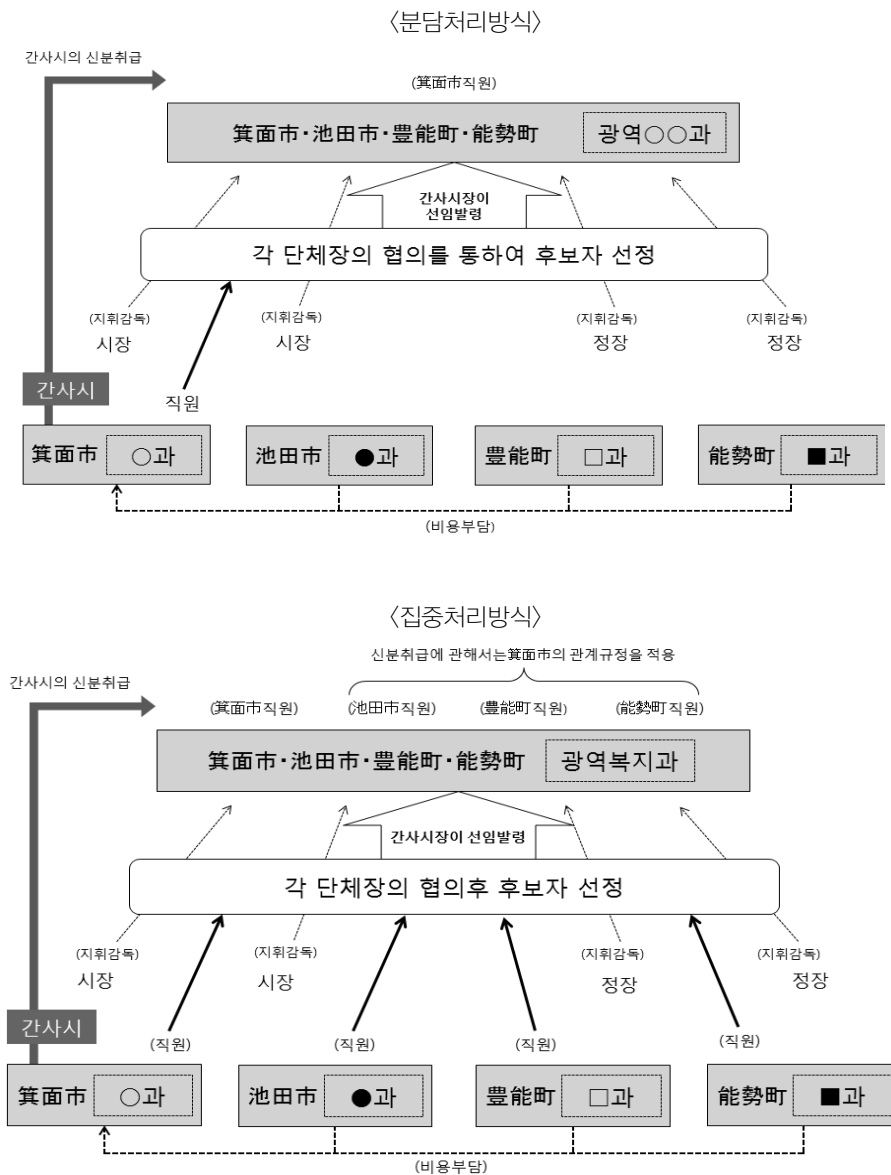 〈분담처리방식〉
간사시의 신분취급
(箕面市직원)
箕面市·池田市·豊能町·能勢町 광역○○과
간사시장이
선임발령
각 단체장의 협의를 통하여 후보자 선정
(지휘감독) (지휘감독) (지휘감독) (지휘감독)
시장 시장 정장 정장
간사시
직원
箕面市 ○과 池田市 ●과 豊能町 □과 能勢町 ■과
(비용부담)
〈집중처리방식〉
신분취급에 관해서는箕面市의 관계규정을 적용
간사시의 신분취급
(箕面市직원) (池田市직원) (豊能町직원) (能勢町직원)
箕面市·池田市·豊能町·能勢町 광역복지과
간사시장이 선임발령
각 단체장의 협의후 후보자 선정
(지휘감독) (지휘감독) (지휘감독) (지휘감독)
시장 시장 정장 정장
간사시
(직원) (직원) (직원) (직원)
箕面市 ○과 池田市 ●과 豊能町 □과 能勢町 ■과
(비용부담)